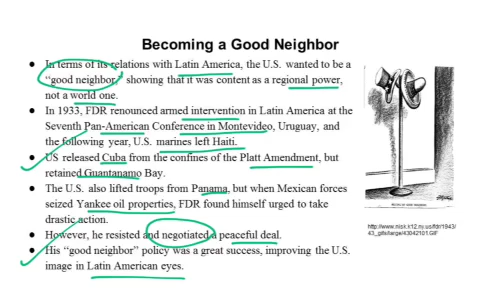 Becoming a Good Neighbor
In terms of its relations with Latin America, the U.S. wanted to be a
"good neighbor," showing that it was content as a regional power,
not a world one.
In 1933, FDR renounced armed intervention in Latin America at the
Seventh Pan-American Conference in Montevideo, Uruguay, and
the following year, U.S. marines left Haiti.
US released Cuba from the confines of the Platt Amendment, but
retained Guantanamo Bay.
The U.S. also lifted troops from Panama, but when Mexican forces
seized Yankee oil properties, FDR found himself urged to take
drastic action.
However, he resisted and negotiated a peaceful deal.
His "good neighbor" policy was a great success, improving the U.S.
image in Latin American eyes.
http://www.nisk.k12.ny.us/fdr/1943/
43_gifs/large/43042101.GIF